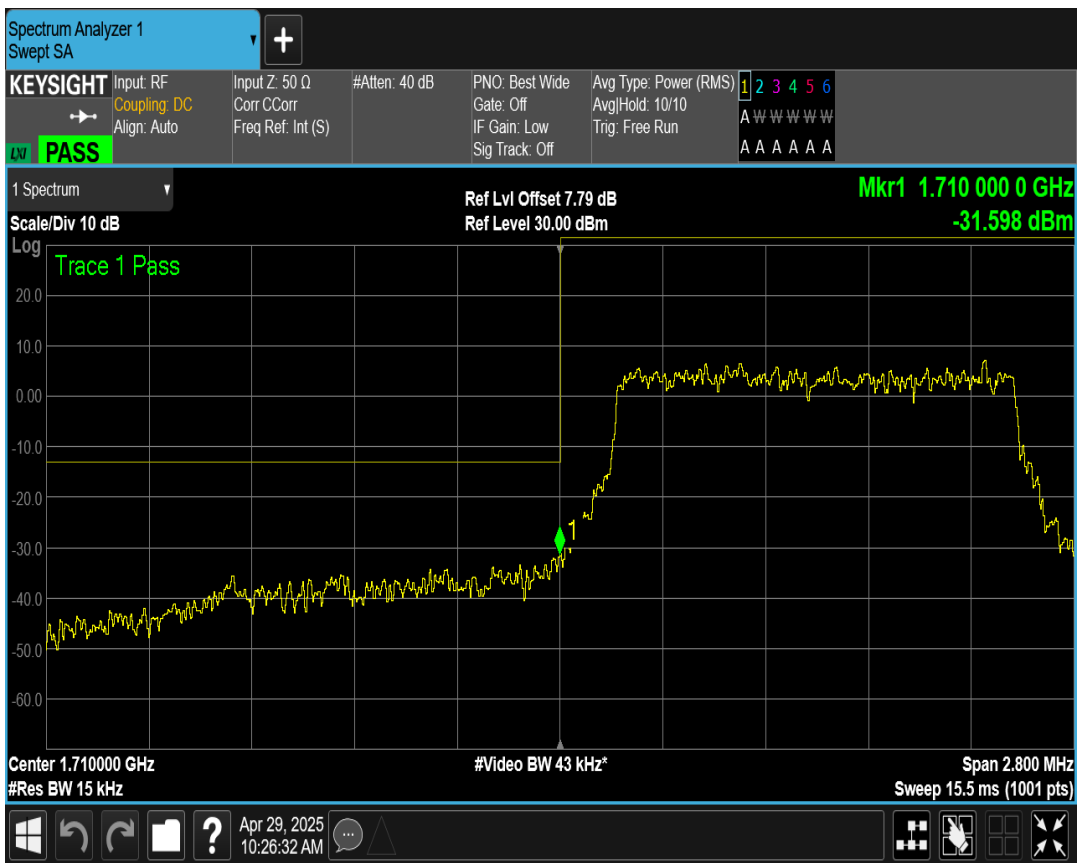 Spectrum Analyzer 1
Swept SA
+
KEYSIGHT
LXI PASS
Input: RF
Coupling: DC
Align: Auto
Input Z: 50 Ω
Corr CCorr
Freq Ref: Int (S)
#Atten: 40 dB
PNO: Best Wide
Gate: Off
IF Gain: Low
Sig Track: Off
Avg Type: Power (RMS)
Avg|Hold: 10/10
Trig: Free Run
1 2 3 4 5 6
A W W W W W
A A A A A A
1 Spectrum
Scale/Div 10 dB
Ref Lvl Offset 7.79 dB
Ref Level 30.00 dBm
Mkr1 1.710 000 0 GHz
-31.598 dBm
Log
Trace 1 Pass
20.0
10.0
0.00
-10.0
-20.0
1
-30.0
-40.0
-50.0
-60.0
Center 1.710000 GHz
#Video BW 43 kHz*
Span 2.800 MHz
#Res BW 15 kHz
Sweep 15.5 ms (1001 pts)
?
Apr 29, 2025
10:26:32 AM